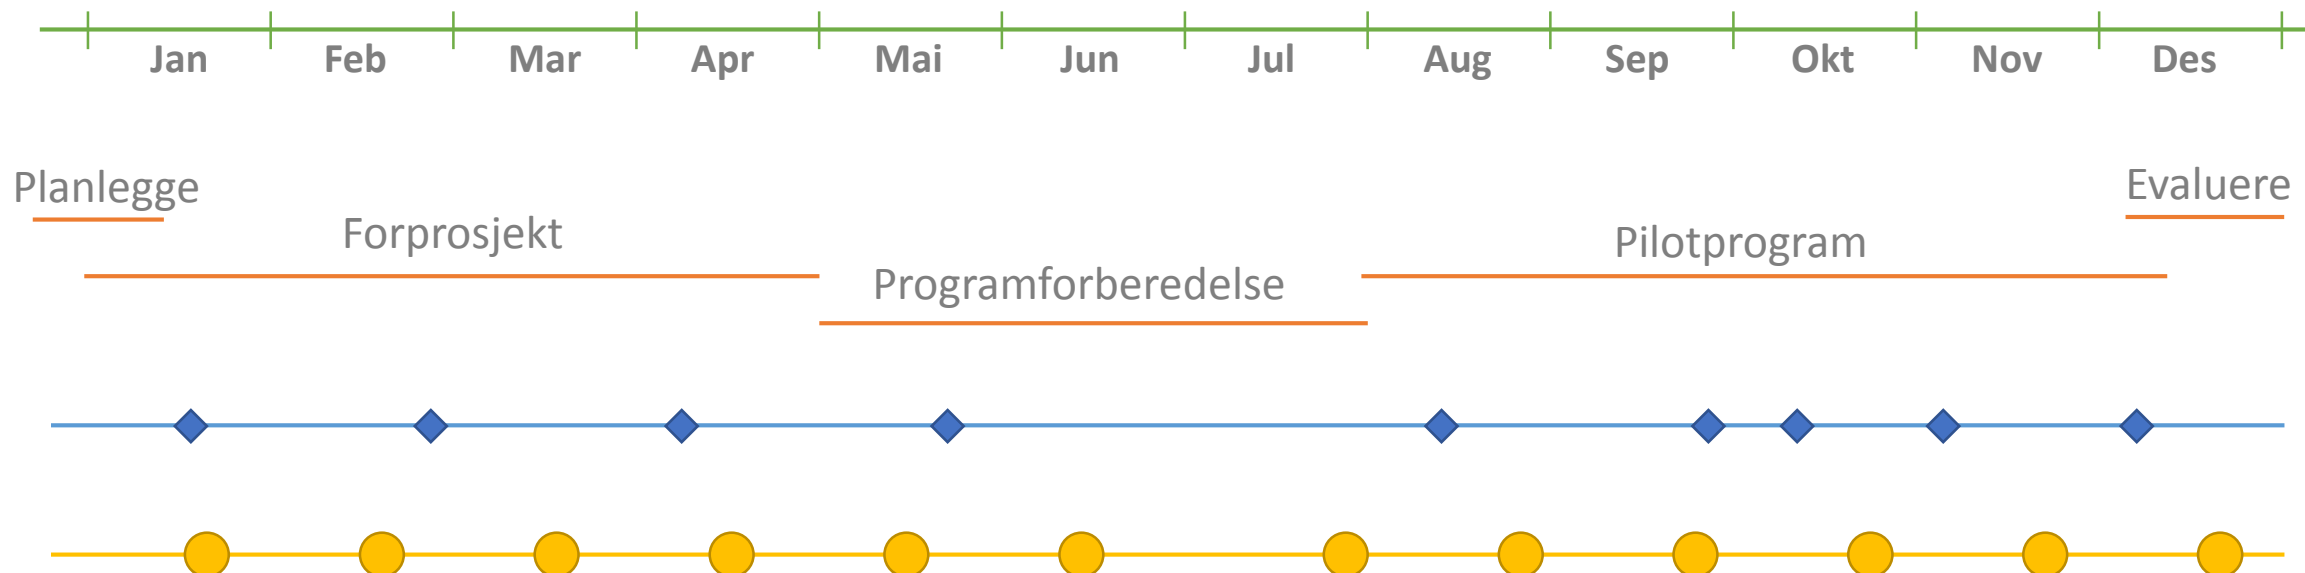 Jan Feb Mar Apr Mai Jun Jul Aug Sep Okt Nov Des
Planlegge
Forprosjekt
Programforberedelse
Pilotprogram
Evaluere